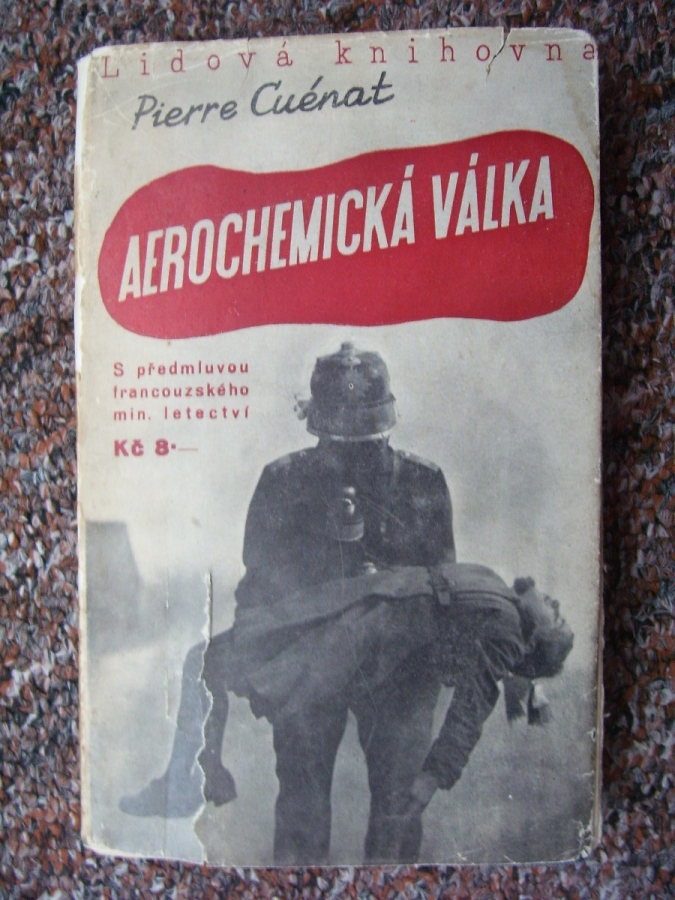 Lidová knihovna
Pierre Cuénat
AEROCHEMICKÁ VÁLKA
S předmluvou
francouzského
min. letectví
Kč 8·—